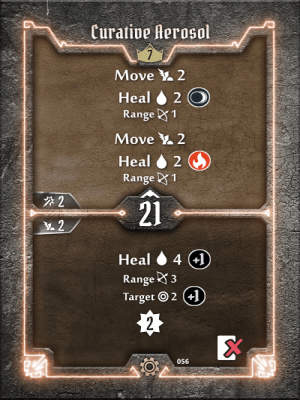 Curative Aerosol
7
Move 2
Heal 2
Range 1
Move 2
Heal 2
Range 1
2
21
2
Heal 4 +1
Range 3
Target 2 +1
2
056